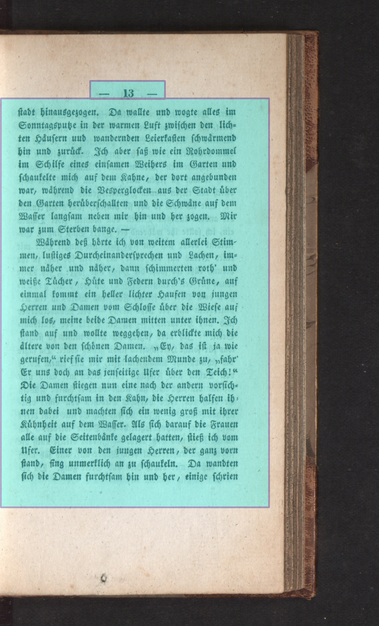 — 13 —
stadt hinausgezogen. Da wallte und wogte alles im
Sonntagsputze in der warmen Luft zwischen den lich-
ten Häusern und wandernden Leierkasten schwärmend
hin und zurück. Ich aber saß wie ein Rohrdommel
im Schilfe eines einsamen Weihers im Garten und
schaukelte mich auf dem Kahne, der dort angebunden
war, während die Vesperglocken aus der Stadt über
den Garten herüberschallten und die Schwäne auf dem
Wasser langsam neben mir hin und her zogen. Mir
war zum Sterben bange. —
Während deß hörte ich von weitem allerlei Stim-
men, lustiges Durcheinandersprechen und Lachen, im-
mer näher und näher, dann schimmerten roth' und
weiße Tücher, Hüte und Federn durch's Grüne, auf
einmal kommt ein heller lichter Haufen von jungen
Herren und Damen vom Schlosse über die Wiese auf
mich los, meine beide Damen mitten unter ihnen. Ich
stand auf und wollte weggehen, da erblickte mich die
ältere von den schönen Damen. „Ey, das ist ja wie
gerufen,“ rief sie mir mit lachendem Munde zu, „fahr'
Er uns doch an das jenseitige Ufer über den Teich!“
Die Damen stiegen nun eine nach der andern vorsich-
tig und furchtsam in den Kahn, die Herren halfen ih-
nen dabei und machten sich ein wenig groß mit ihrer
Kühnheit auf dem Wasser. Als sich darauf die Frauen
alle auf die Seitenbänke gelagert hatten, stieß ich vom
Ufer. Einer von den jungen Herren, der ganz vorn
stand, fing unmerklich an zu schaukeln. Da wandten
sich die Damen furchtsam hin und her, einige schrien